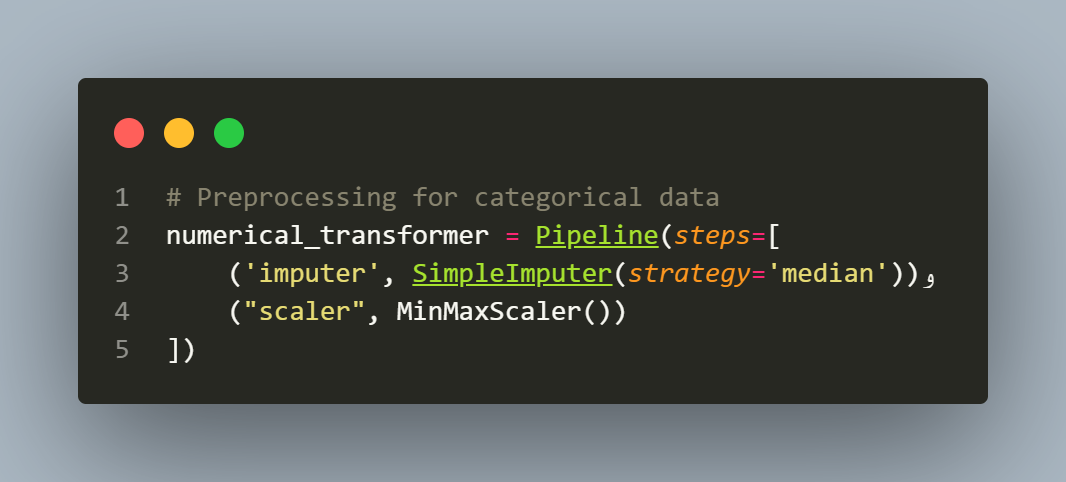 1 # Preprocessing for categorical data
2 numerical_transformer = Pipeline(steps=[
3 ('imputer', SimpleImputer(strategy='median'))و
4 ("scaler", MinMaxScaler())
5 ])